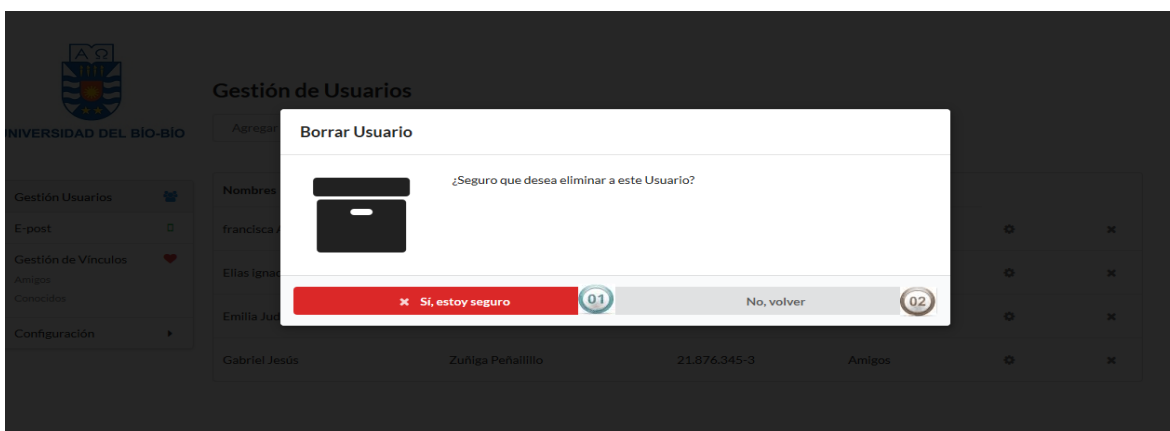 ΑΩ
UNIVERSIDAD DEL BÍO-BÍO
Gestión de Usuarios
Agregar
Borrar Usuario
¿Seguro que desea eliminar a este Usuario?
Sí, estoy seguro
01
No, volver
02
Gestión Usuarios
E-post
Gestión de Vínculos
Amigos
Conocidos
Configuración
Nombres
francisca
Elias Ignac
Emilia Jud
Gabriel Jesús Zuñiga Peñailillo 21.876.345-3 Amigos